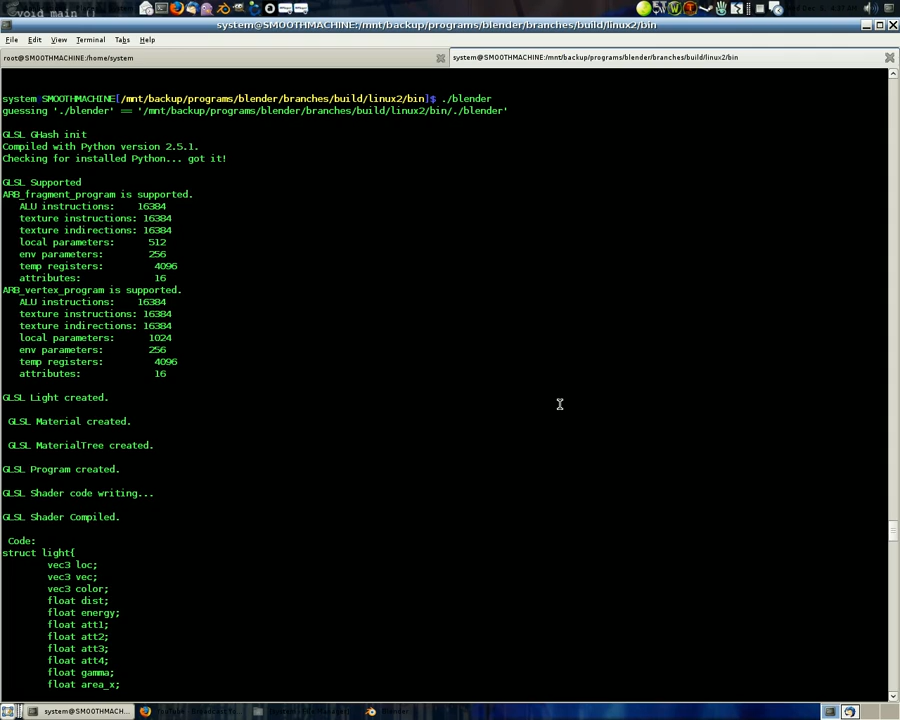 void main ()
system@SMOOTHMACHINE:/mnt/backup/programs/blender/branches/build/linux2/bin
File Edit View Terminal Tabs Help
root@SMOOTHMACHINE:/home/system
system@SMOOTHMACHINE:/mnt/backup/programs/blender/branches/build/linux2/bin
system SMOOTHMACHINE[/mnt/backup/programs/blender/branches/build/linux2/bin]$ ./blender
guessing './blender' == '/mnt/backup/programs/blender/branches/build/linux2/bin/./blender'
GLSL GHash init
Compiled with Python version 2.5.1.
Checking for installed Python... got it!
GLSL Supported
ARB_fragment_program is supported.
ALU instructions: 16384
texture instructions: 16384
texture indirections: 16384
local parameters: 512
env parameters: 256
temp registers: 4096
attributes: 16
ARB_vertex_program is supported.
ALU instructions: 16384
texture instructions: 16384
texture indirections: 16384
local parameters: 1024
env parameters: 256
temp registers: 4096
attributes: 16
GLSL Light created.
GLSL Material created.
GLSL MaterialTree created.
GLSL Program created.
GLSL Shader code writing...
GLSL Shader Compiled.
Code:
struct light{
vec3 loc;
vec3 vec;
vec3 color;
float dist;
float energy;
float att1;
float att2;
float att3;
float att4;
float gamma;
float area_x;
system@SMOOTHMACH...